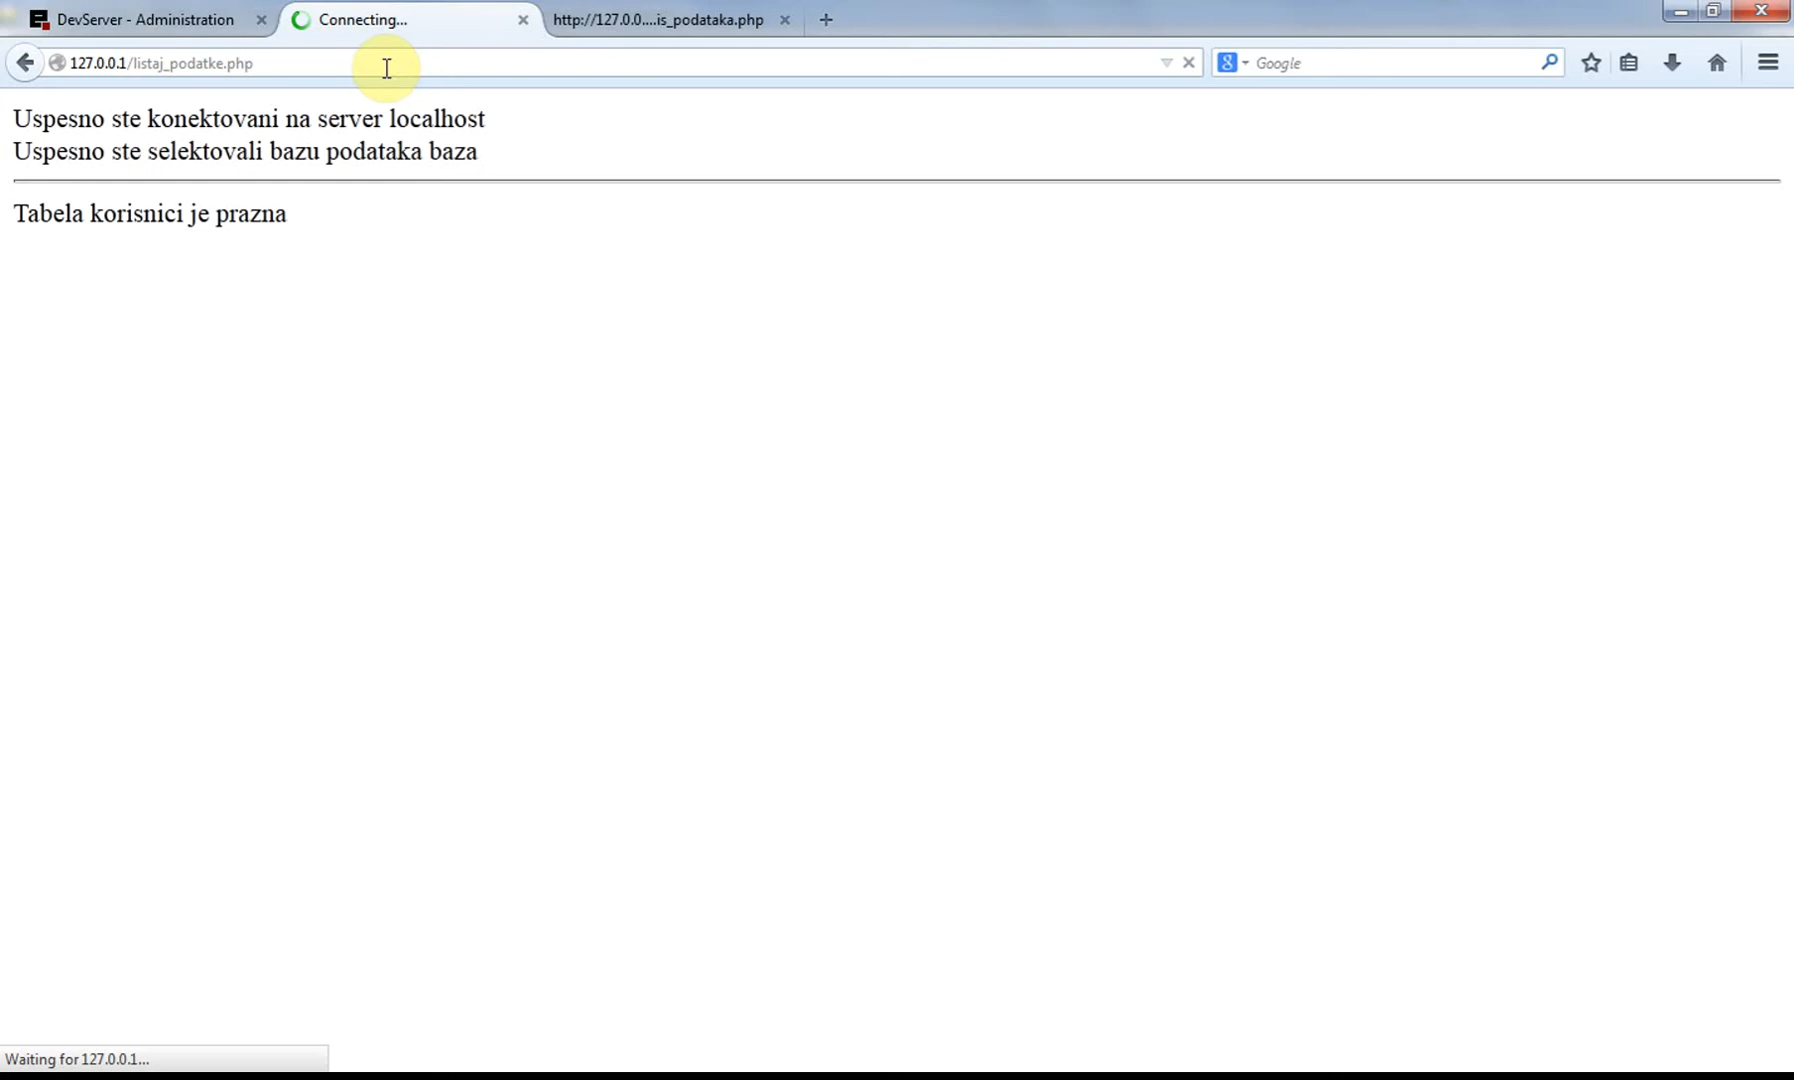 DevServer - Administration
Connecting...
http://127.0.0....is_podataka.php
127.0.0.1/listaj_podatke.php
Google
Uspesno ste konektovani na server localhost
Uspesno ste selektovali bazu podataka baza
Tabela korisnici je prazna
Waiting for 127.0.0.1...